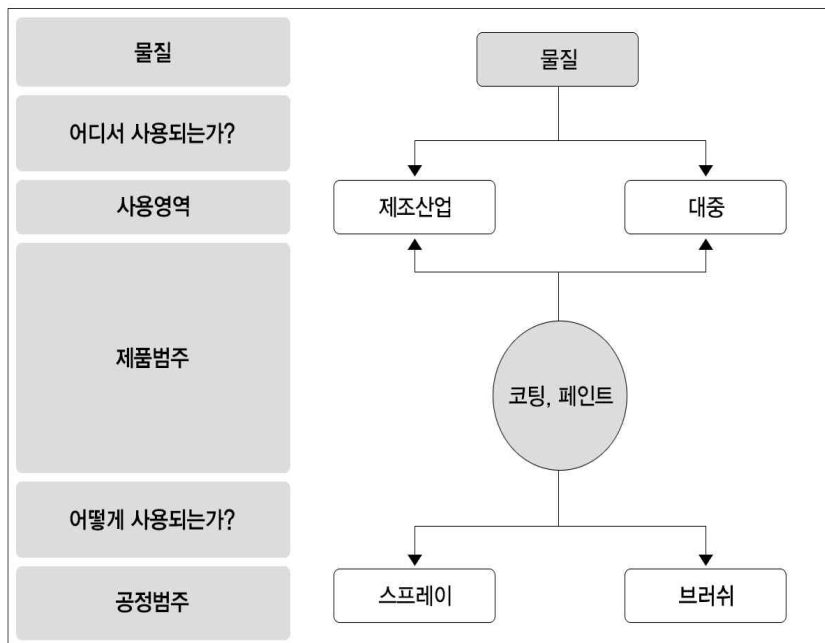 물질
물질
어디서 사용되는가?
사용영역
제조산업
대중
제품범주
코팅, 페인트
어떻게 사용되는가?
공정범주
스프레이
브러쉬